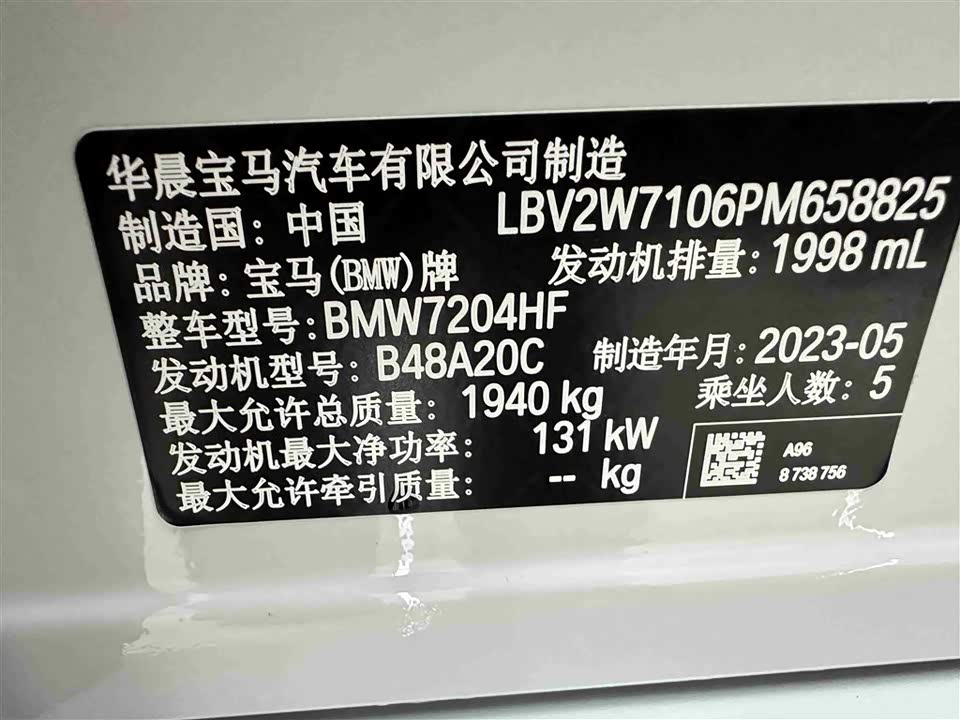 华晨宝马汽车有限公司制造
制造国：中国 LBV2W7106PM658825
品牌：宝马(BMW)牌 发动机排量：1998 mL
整车型号：BMW7204HF
发动机型号：B48A20C 制造年月：2023-05
最大允许总质量：1940 kg 乘坐人数：5
发动机最大净功率：131 kW
最大允许牵引质量：-- kg
A96
8 738 756